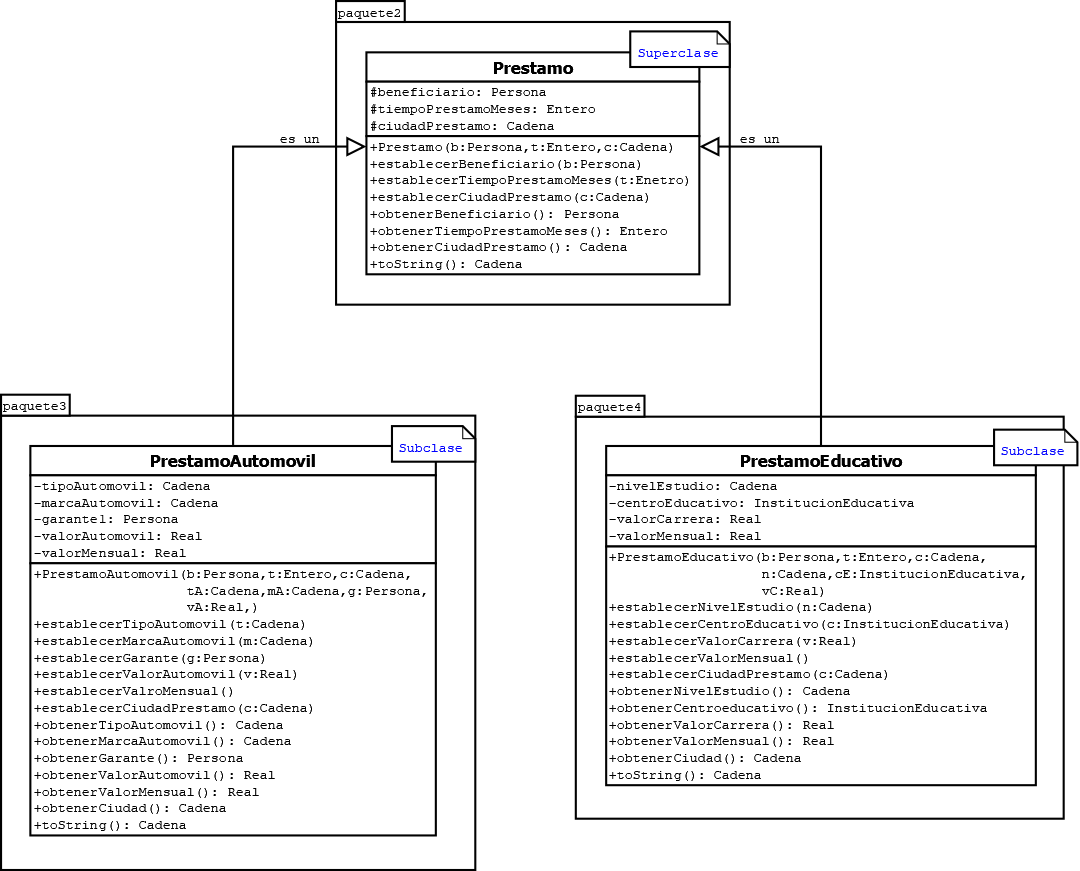 paquete2
Superclase
Prestamo
#beneficiario: Persona
#tiempoPrestamoMeses: Entero
#ciudadPrestamo: Cadena
es un
es un
+Prestamo(b:Persona,t:Entero,c:Cadena)
+establecerBeneficiario(b:Persona)
+establecerTiempoPrestamoMeses(t:Enetro)
+establecerCiudadPrestamo(c:Cadena)
+obtenerBeneficiario(): Persona
+obtenerTiempoPrestamoMeses(): Entero
+obtenerCiudadPrestamo(): Cadena
+toString(): Cadena
paquete3
Subclase
PrestamoAutomovil
-tipoAutomovil: Cadena
-marcaAutomovil: Cadena
-garante1: Persona
-valorAutomovil: Real
-valorMensual: Real
+PrestamoAutomovil(b:Persona,t:Entero,c:Cadena,
tA:Cadena,mA:Cadena,g:Persona,
vA:Real,)
+establecerTipoAutomovil(t:Cadena)
+establecerMarcaAutomovil(m:Cadena)
+establecerGarante(g:Persona)
+establecerValorAutomovil(v:Real)
+establecerValroMensual()
+establecerCiudadPrestamo(c:Cadena)
+obtenerTipoAutomovil(): Cadena
+obtenerMarcaAutomovil(): Cadena
+obtenerGarante(): Persona
+obtenerValorAutomovil(): Real
+obtenerValorMensual(): Real
+obtenerCiudad(): Cadena
+toString(): Cadena
paquete4
Subclase
PrestamoEducativo
-nivelEstudio: Cadena
-centroEducativo: InstitucionEducativa
-valorCarrera: Real
-valorMensual: Real
+PrestamoEducativo(b:Persona,t:Entero,c:Cadena,
n:Cadena,cE:InstitucionEducativa,
vC:Real)
+establecerNivelEstudio(n:Cadena)
+establecerCentroEducativo(c:InstitucionEducativa)
+establecerValorCarrera(v:Real)
+establecerValorMensual()
+establecerCiudadPrestamo(c:Cadena)
+obtenerNivelEstudio(): Cadena
+obtenerCentroeducativo(): InstitucionEducativa
+obtenerValorCarrera(): Real
+obtenerValorMensual(): Real
+obtenerCiudad(): Cadena
+toString(): Cadena